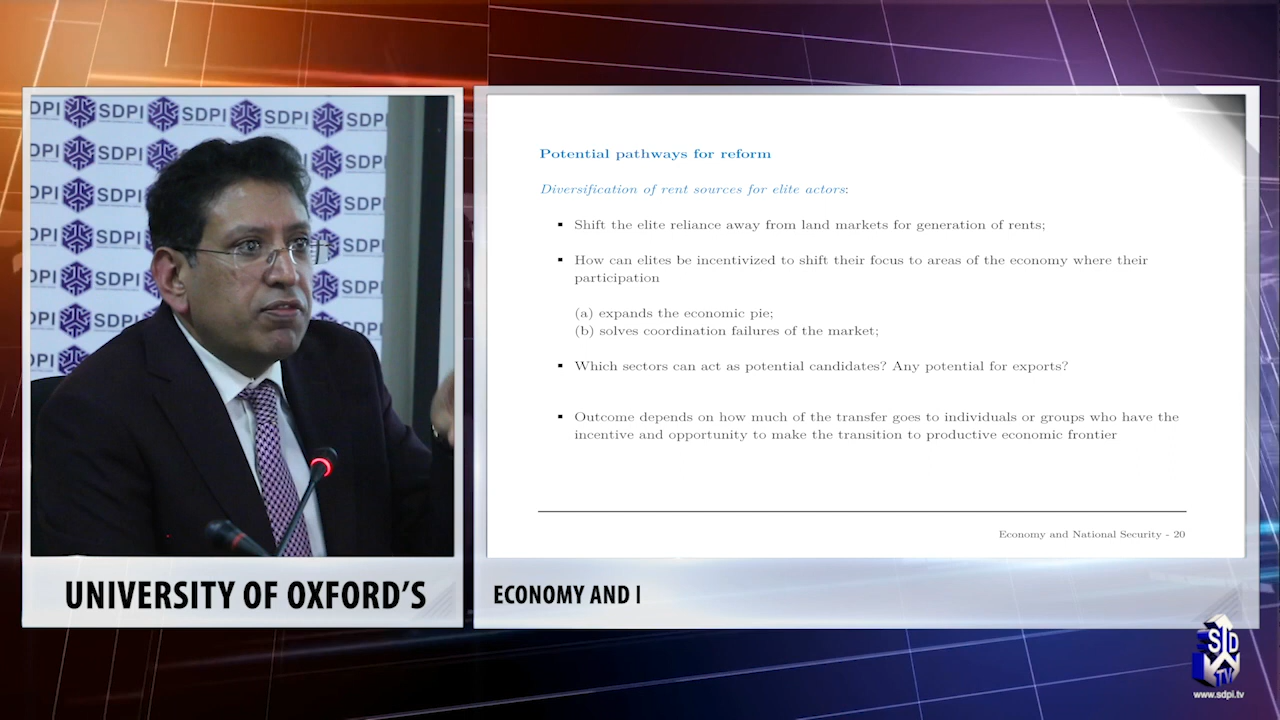 SDPI SDPI SDPI SDPI
UNIVERSITY OF OXFORD'S
Potential pathways for reform
Diversification of rent sources for elite actors:
▪ Shift the elite reliance away from land markets for generation of rents;
▪ How can elites be incentivized to shift their focus to areas of the economy where their
participation
(a) expands the economic pie;
(b) solves coordination failures of the market;
▪ Which sectors can act as potential candidates? Any potential for exports?
▪ Outcome depends on how much of the transfer goes to individuals or groups who have the
incentive and opportunity to make the transition to productive economic frontier
Economy and National Security - 20
ECONOMY AND I
SD
TV
www.sdpi.tv